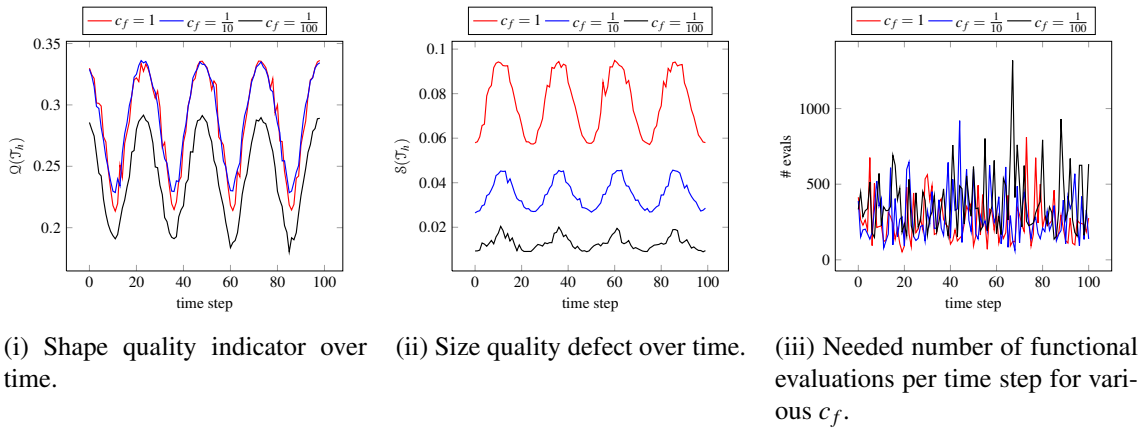 c_f = 1 c_f = 1/10 c_f = 1/100
0.35
0.3
0.25
0.2
Q(T_h)
0 20 40 60 80 100
time step
(i) Shape quality indicator over
time.
c_f = 1 c_f = 1/10 c_f = 1/100
0.1
0.08
0.06
0.04
0.02
S(T_h)
0 20 40 60 80 100
time step
(ii) Size quality defect over time.
c_f = 1 c_f = 1/10 c_f = 1/100
1000
500
0
# evals
0 20 40 60 80 100
time step
(iii) Needed number of functional
evaluations per time step for vari-
ous c_f.